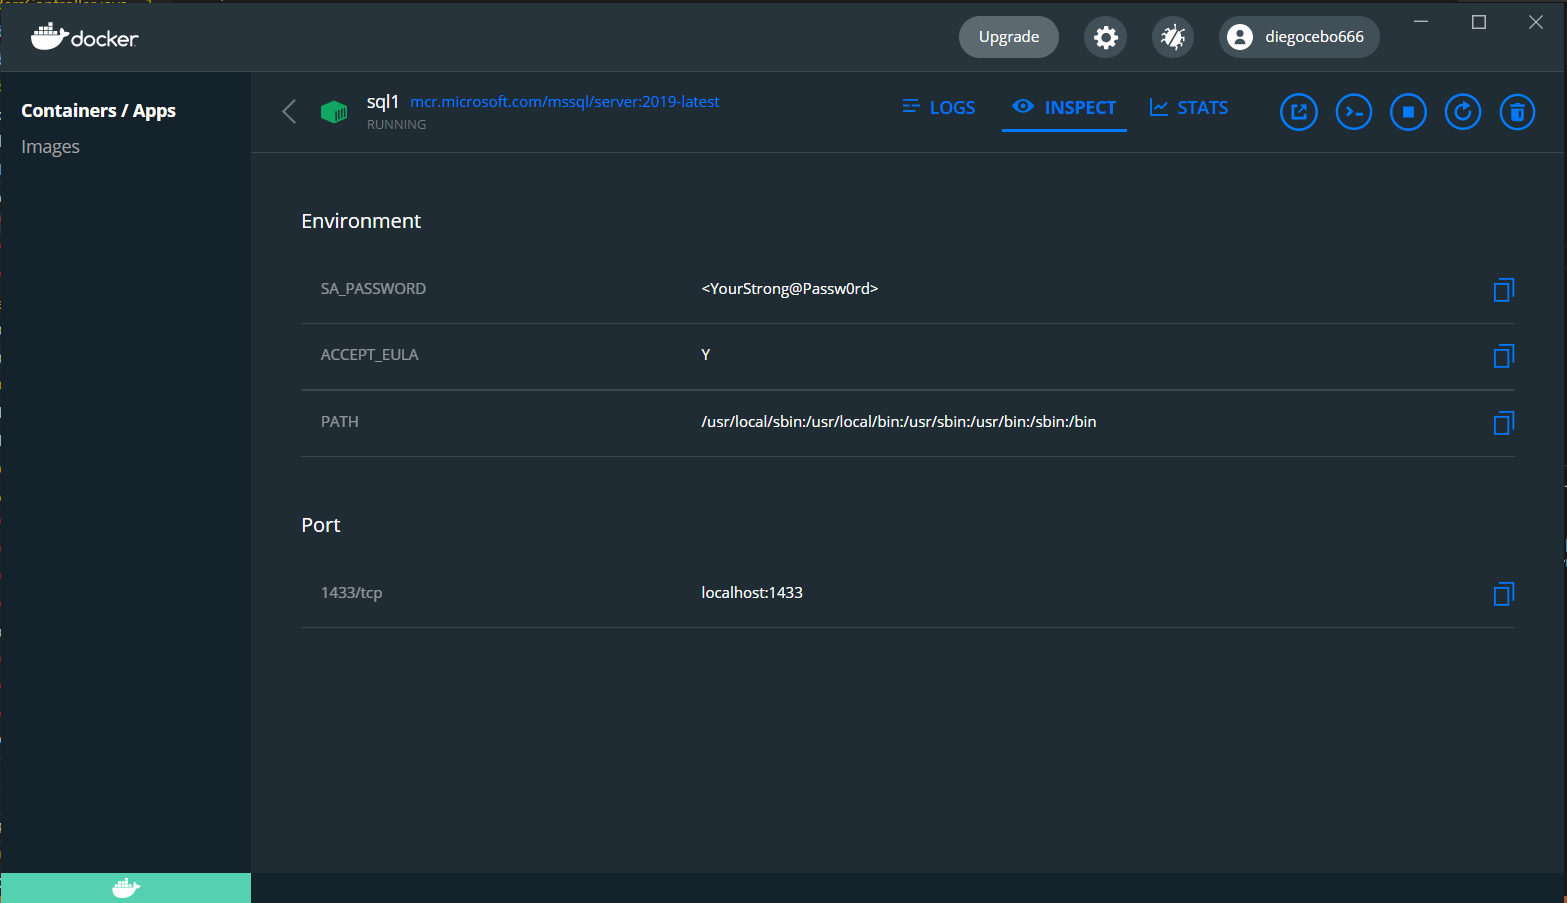 docker
Upgrade
diegocebo666
Containers / Apps
Images
sql1 mcr.microsoft.com/mssql/server:2019-latest
RUNNING
LOGS
INSPECT
STATS
Environment
SA_PASSWORD <YourStrong@Passw0rd>
ACCEPT_EULA Y
PATH /usr/local/sbin:/usr/local/bin:/usr/sbin:/usr/bin:/sbin:/bin
Port
1433/tcp localhost:1433